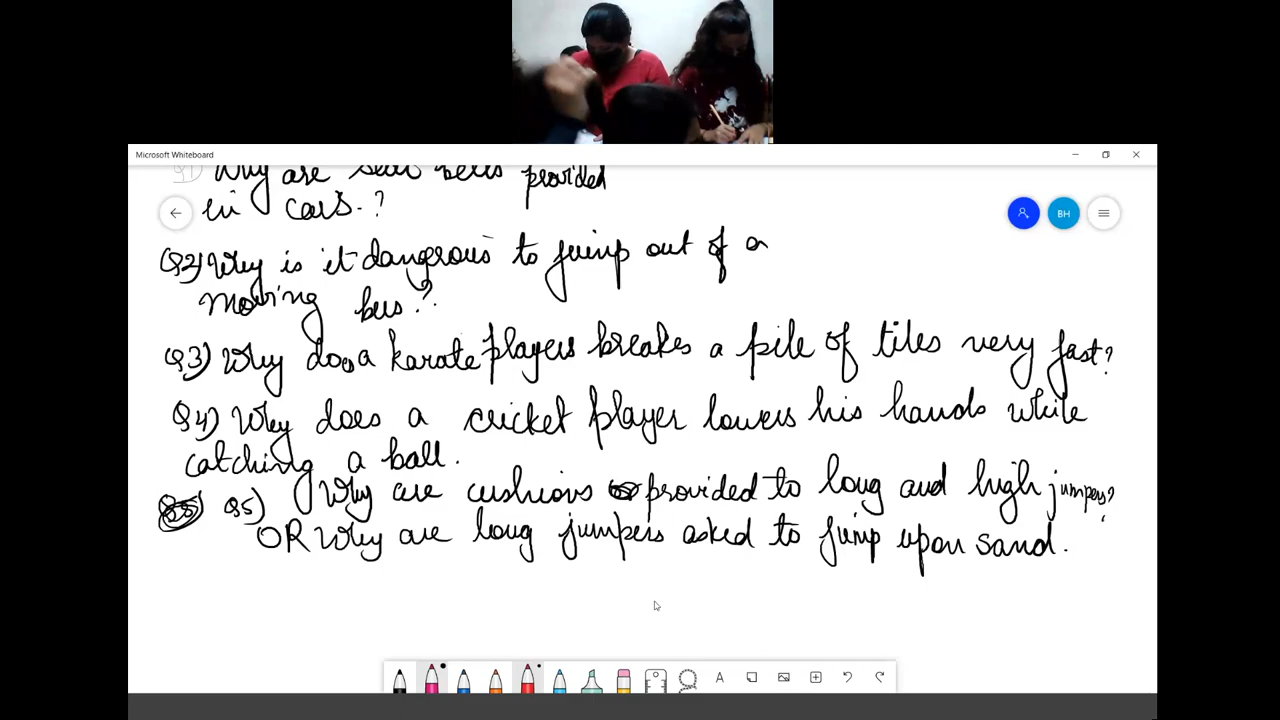 Microsoft Whiteboard
Q1) Why are seat belts provided
in cars.?
BH
Q2) Why is it dangerous to jump out of a
moving bus.?
Q3) Why does a karate players breakes a pile of tiles very fast?
Q4) Why does a cricket player lowers his hands while
catching a ball.
Q5) Why are cushions provided to long and high jumpers?
OR Why are long jumpers asked to jump upon sand.
A